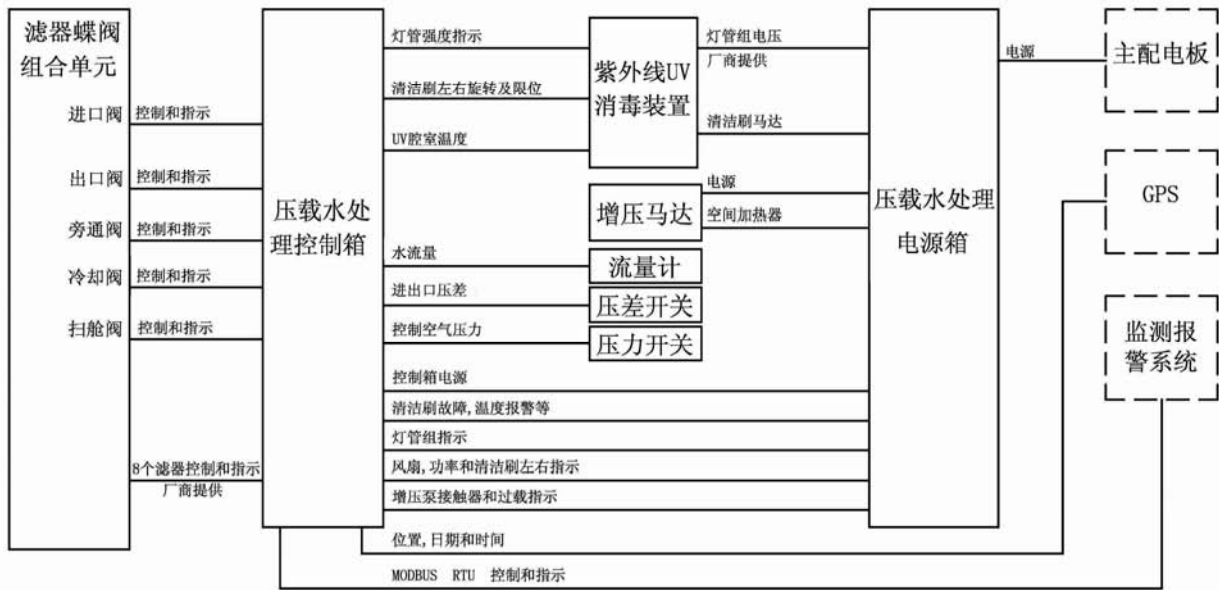 滤器蝶阀
组合单元
进口阀
出口阀
旁通阀
冷却阀
扫舱阀
控制和指示
控制和指示
控制和指示
控制和指示
控制和指示
8个滤器控制和指示
厂商提供
压载水处
理控制箱
灯管强度指示
清洁刷左右旋转及限位
UV腔室温度
水流量
进出口压差
控制空气压力
控制箱电源
清洁刷故障,温度报警等
灯管组指示
风扇,功率和清洁刷左右指示
增压泵接触器和过载指示
位置,日期和时间
MODBUS RTU 控制和指示
紫外线UV
消毒装置
增压马达
流量计
压差开关
压力开关
灯管组电压
厂商提供
清洁刷马达
电源
空间加热器
压载水处理
电源箱
电源
主配电板
GPS
监测报
警系统